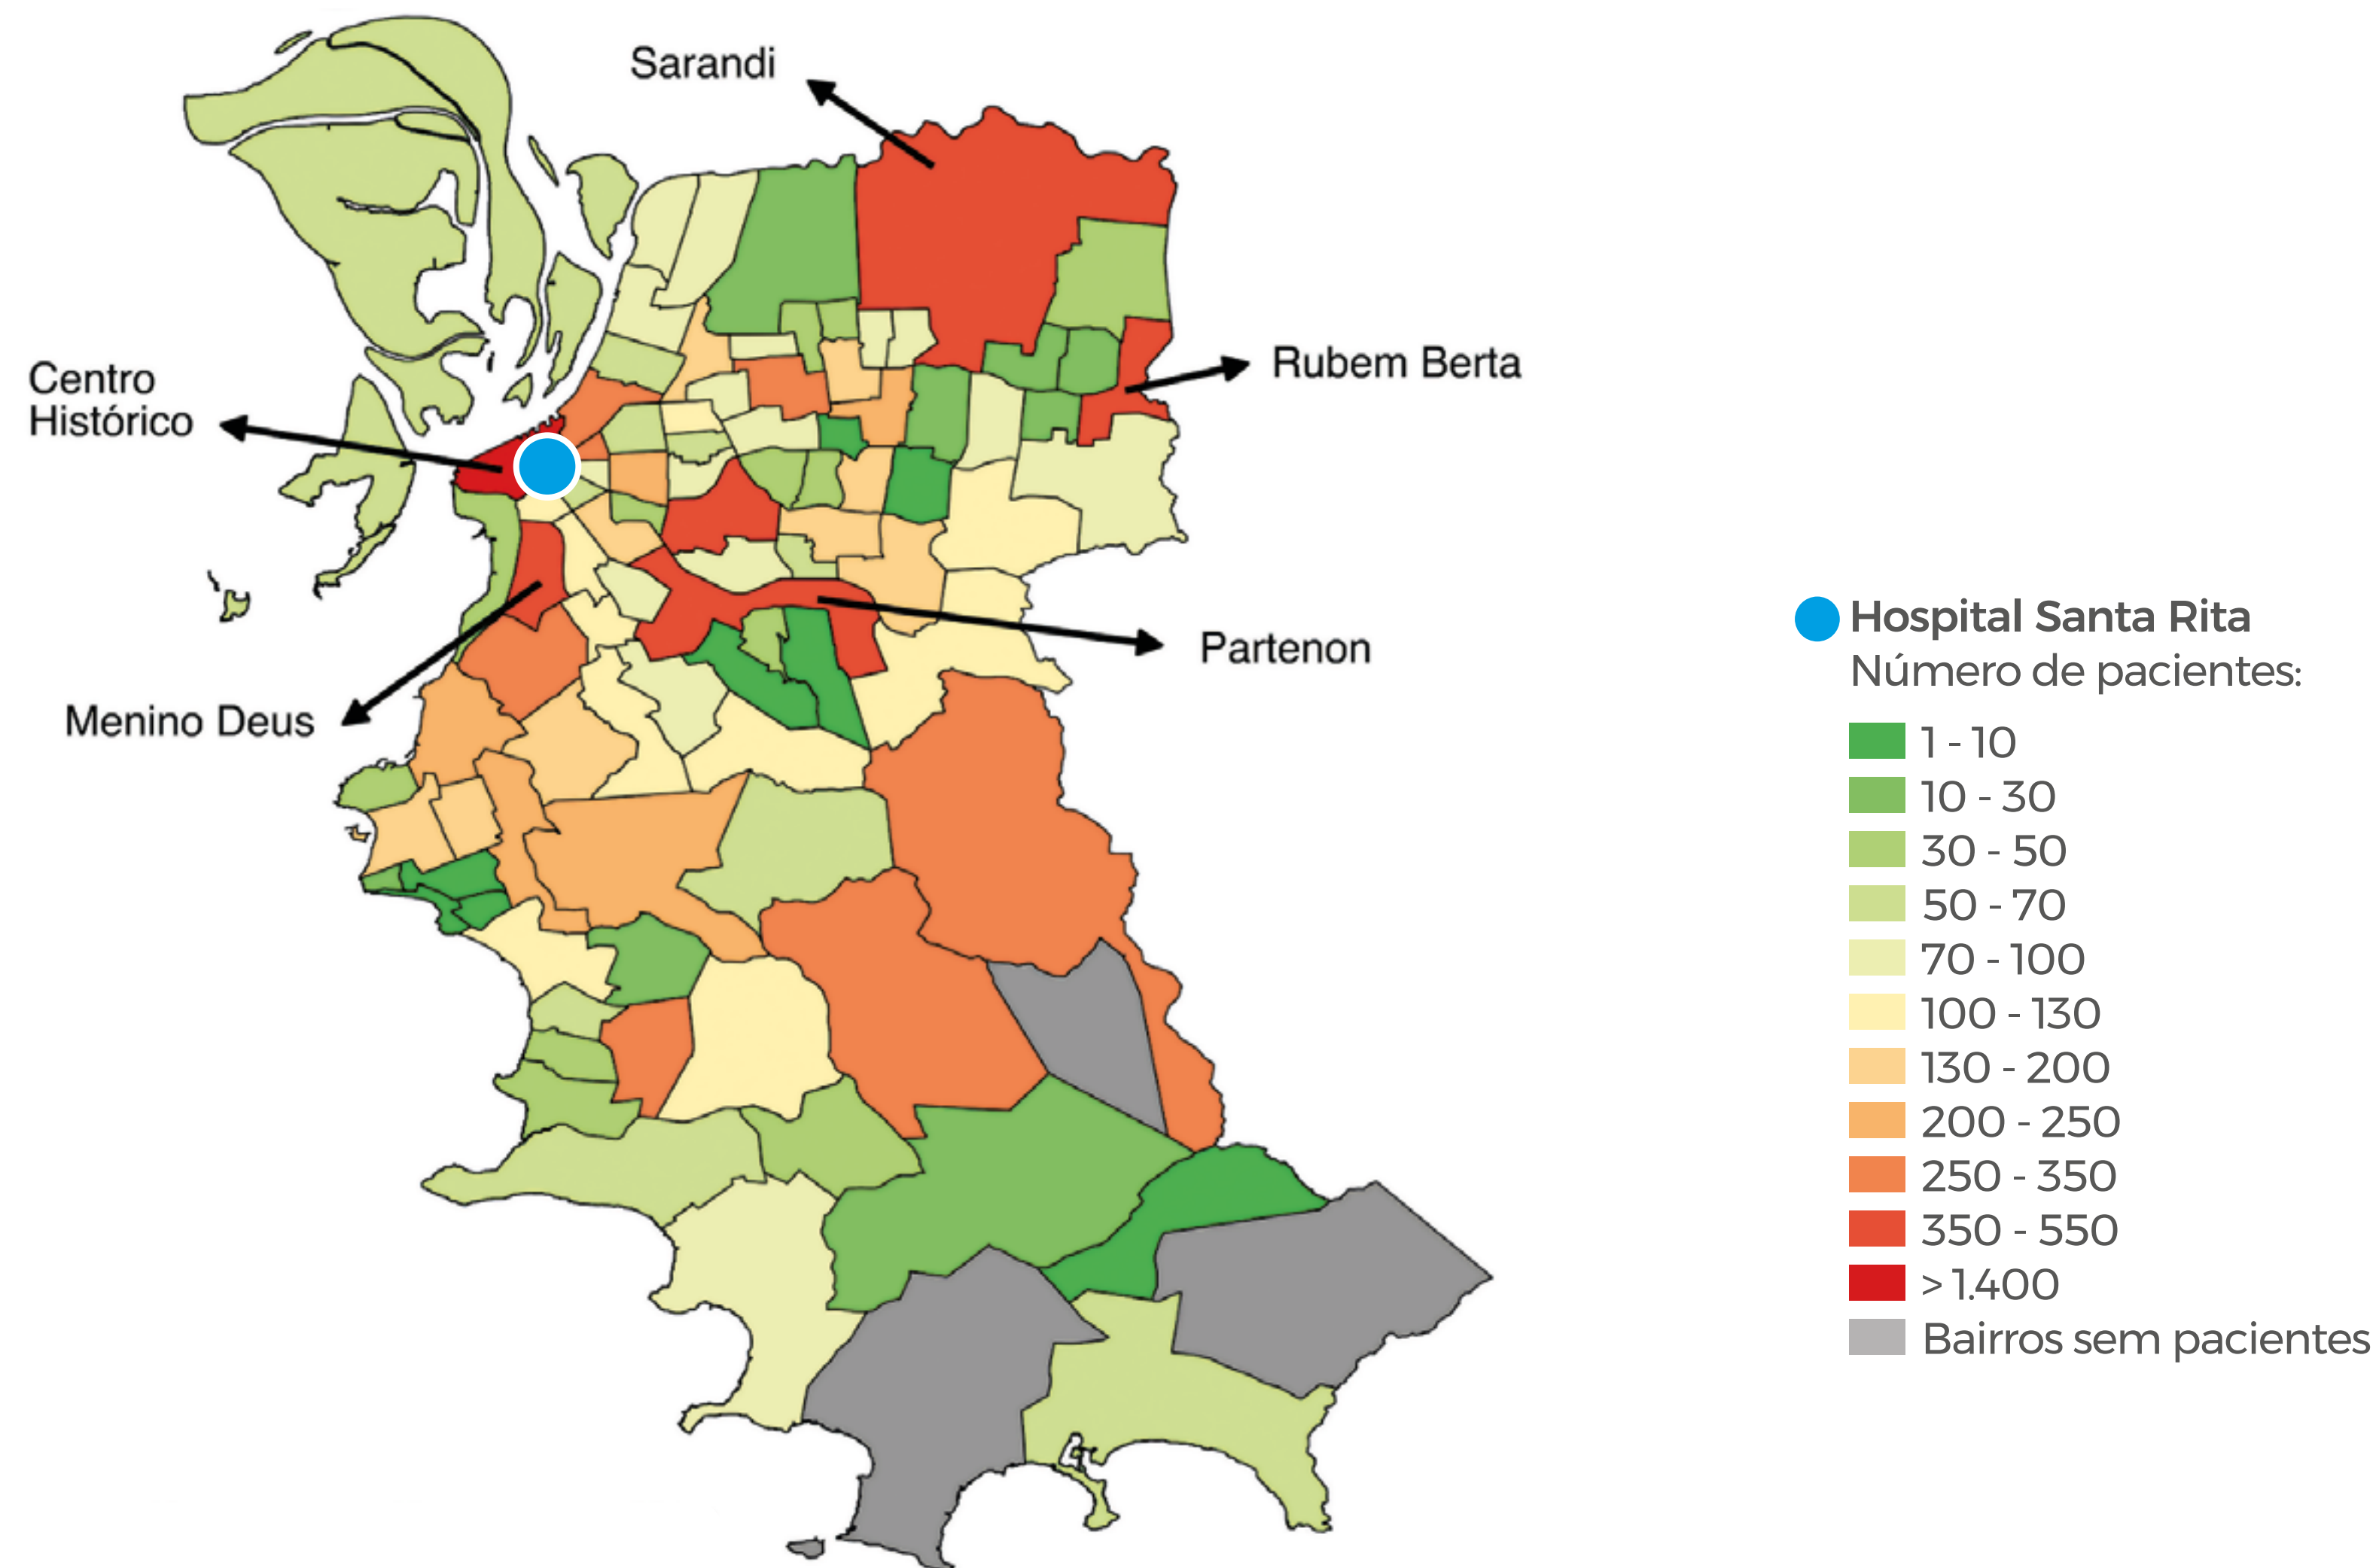 Sarandi
Rubem Berta
Centro
Histórico
Partenon
Menino Deus
Hospital Santa Rita
Número de pacientes:
1 - 10
10 - 30
30 - 50
50 - 70
70 - 100
100 - 130
130 - 200
200 - 250
250 - 350
350 - 550
> 1.400
Bairros sem pacientes